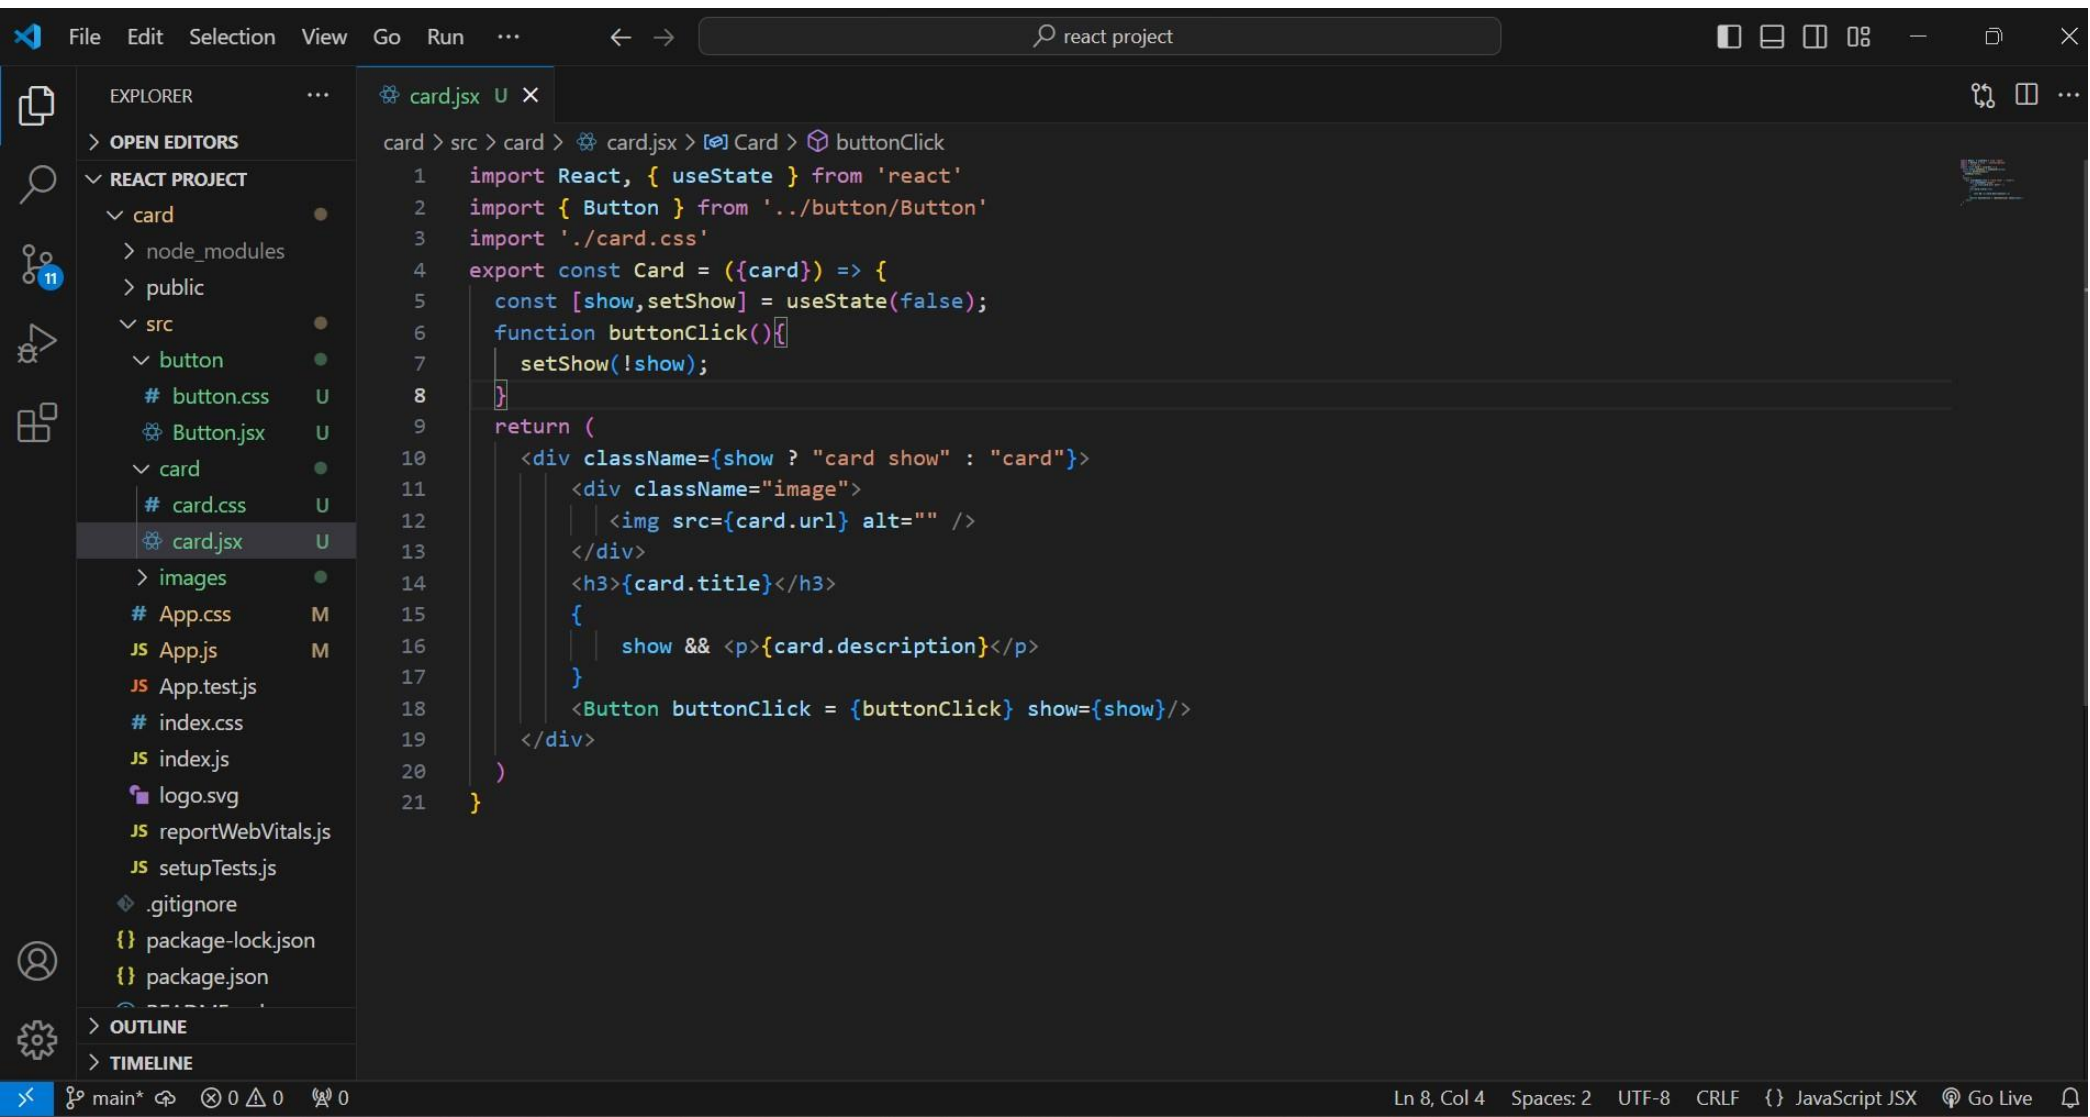 File Edit Selection View Go Run ··· react project
EXPLORER ···
OPEN EDITORS
REACT PROJECT
card
node_modules
public
src
button
# button.css U
Button.jsx U
card
# card.css U
card.jsx U
images
# App.css M
JS App.js M
JS App.test.js
# index.css
JS index.js
logo.svg
JS reportWebVitals.js
JS setupTests.js
.gitignore
{} package-lock.json
{} package.json
OUTLINE
TIMELINE
11
card.jsx U
card > src > card > card.jsx > Card > buttonClick
1 import React, { useState } from 'react'
2 import { Button } from '../button/Button'
3 import './card.css'
4 export const Card = ({card}) => {
5 const [show,setShow] = useState(false);
6 function buttonClick(){
7 setShow(!show);
8 }
9 return (
10 <div className={show ? "card show" : "card"}>
11 <div className="image">
12 <img src={card.url} alt="" />
13 </div>
14 <h3>{card.title}</h3>
15 {
16 show && <p>{card.description}</p>
17 }
18 <Button buttonClick = {buttonClick} show={show}/>
19 </div>
20 )
21 }
main* 0 0 0 Ln 8, Col 4 Spaces: 2 UTF-8 CRLF {} JavaScript JSX Go Live